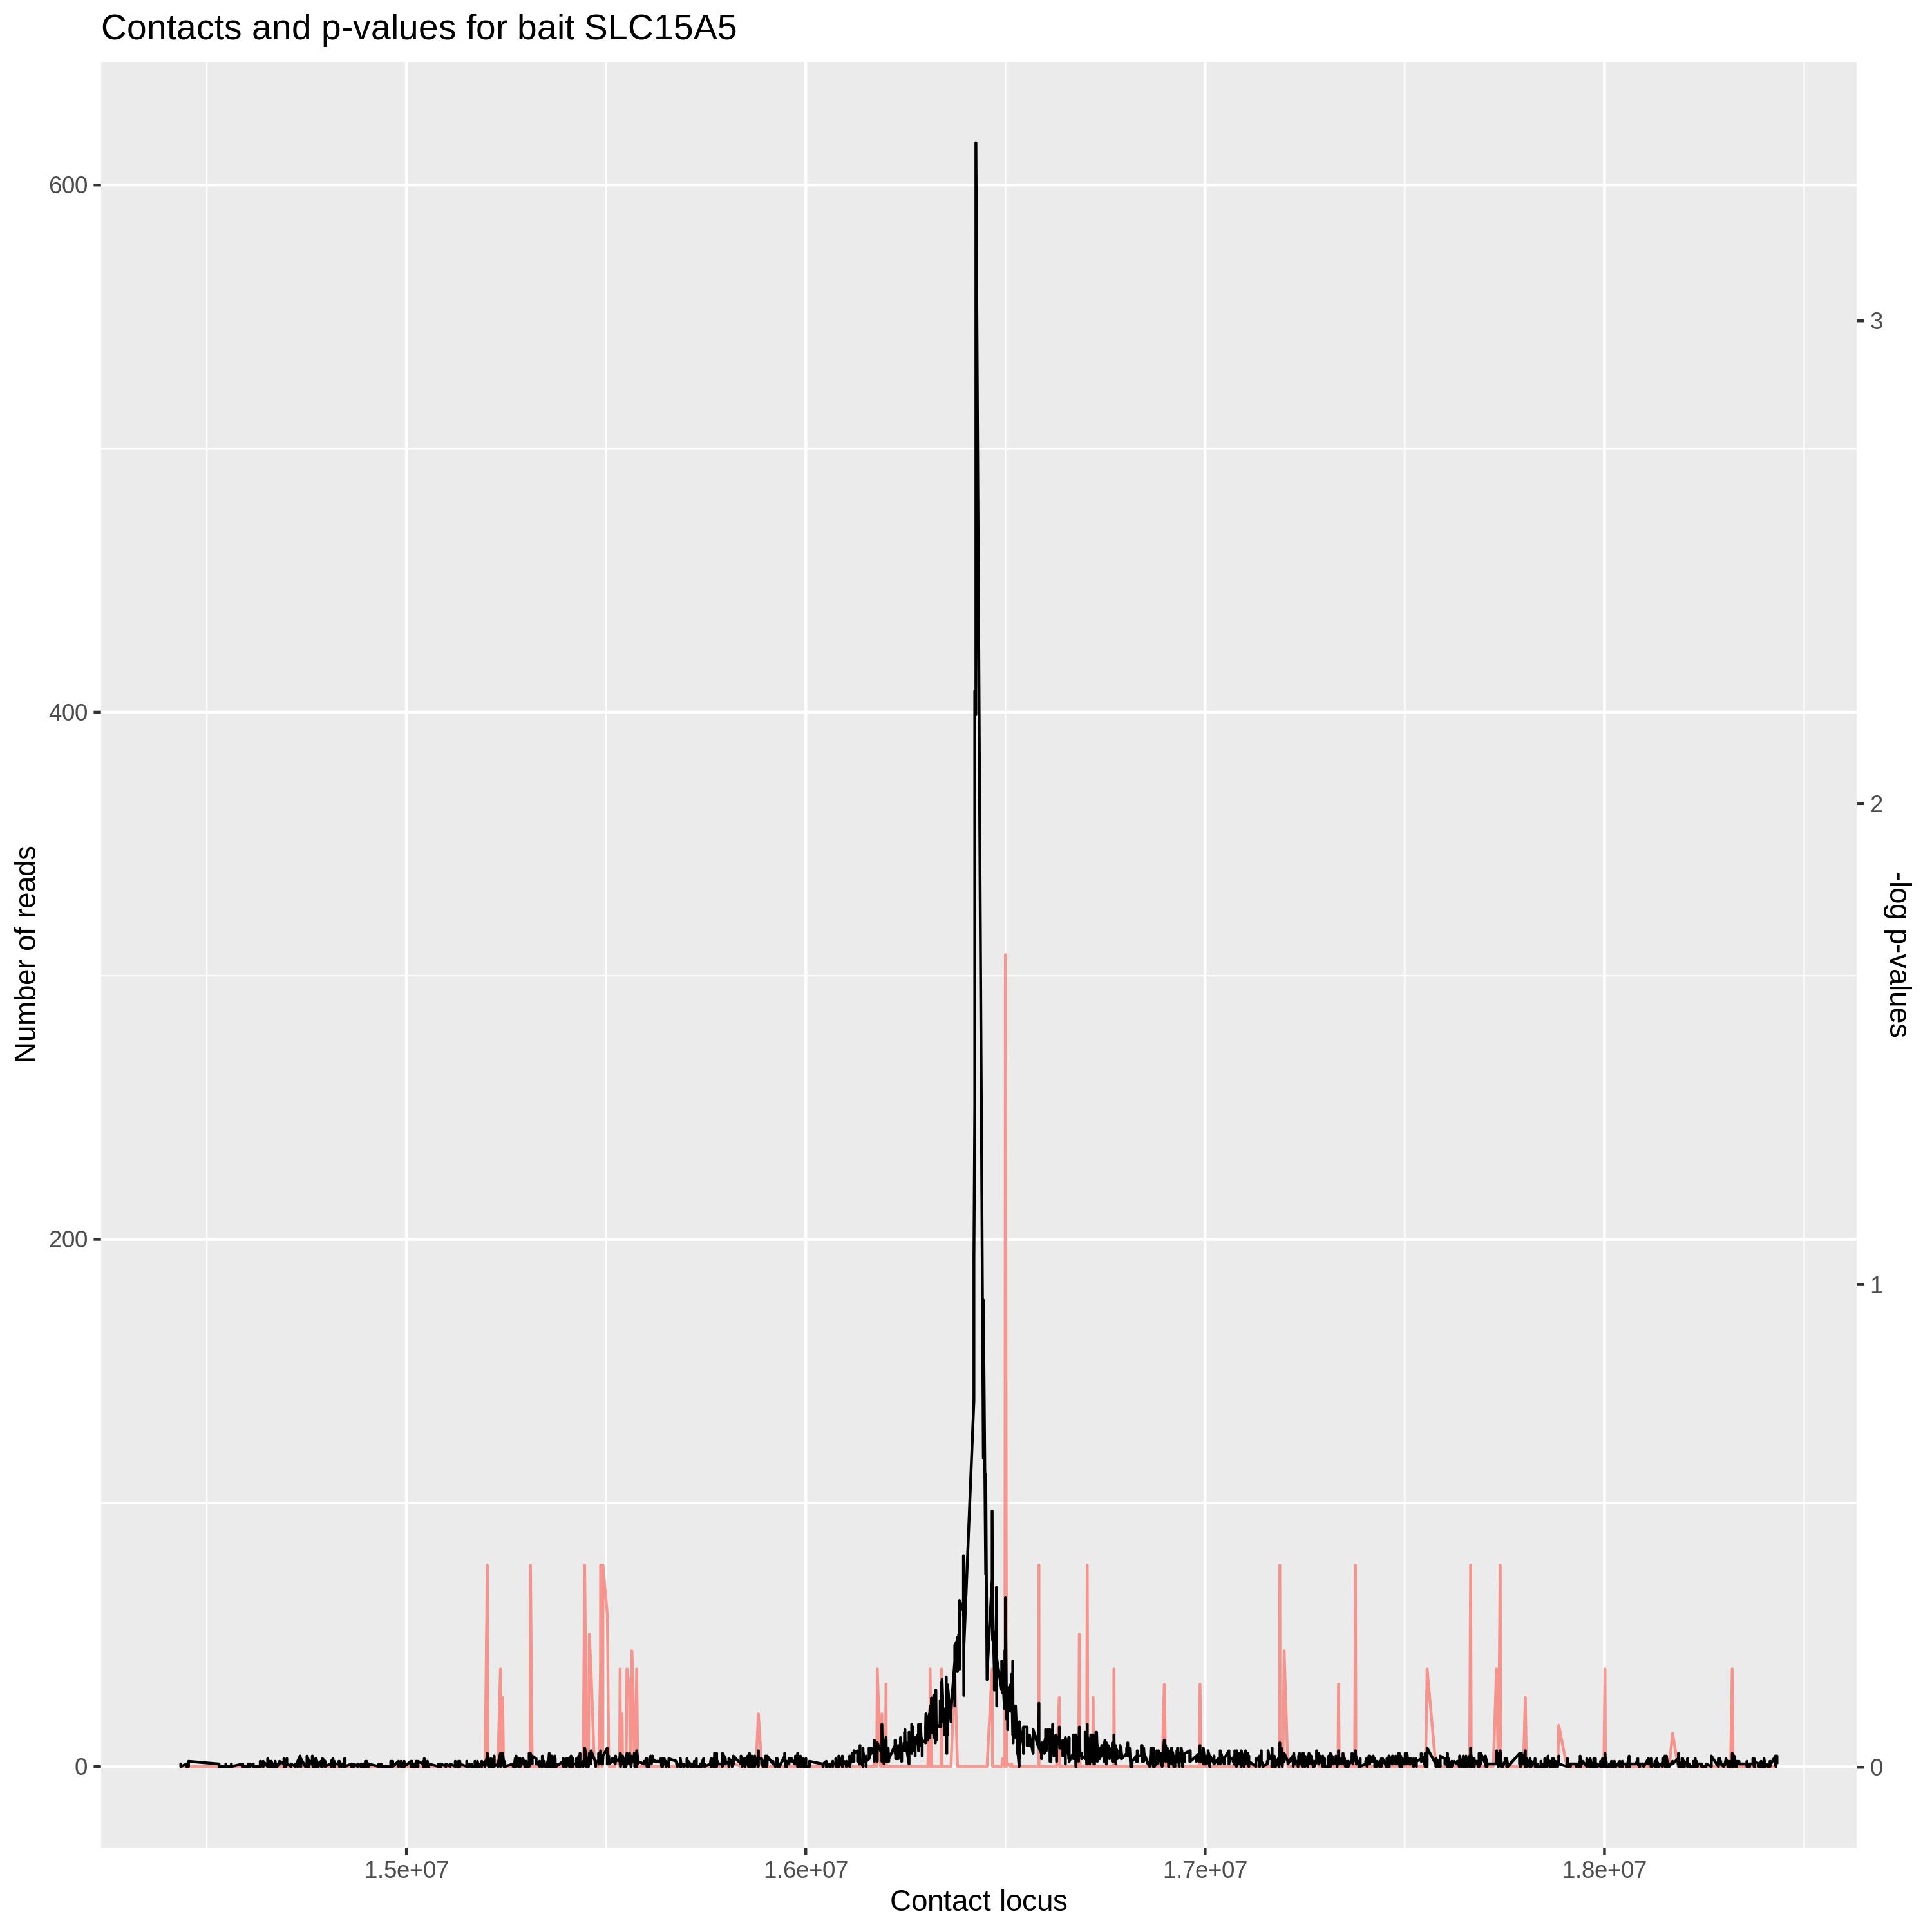 Contacts and p-values for bait SLC15A5
600
400
200
0
Number of reads
3
2
1
0
-log p-values
1.5e+07
1.6e+07
1.7e+07
1.8e+07
Contact locus